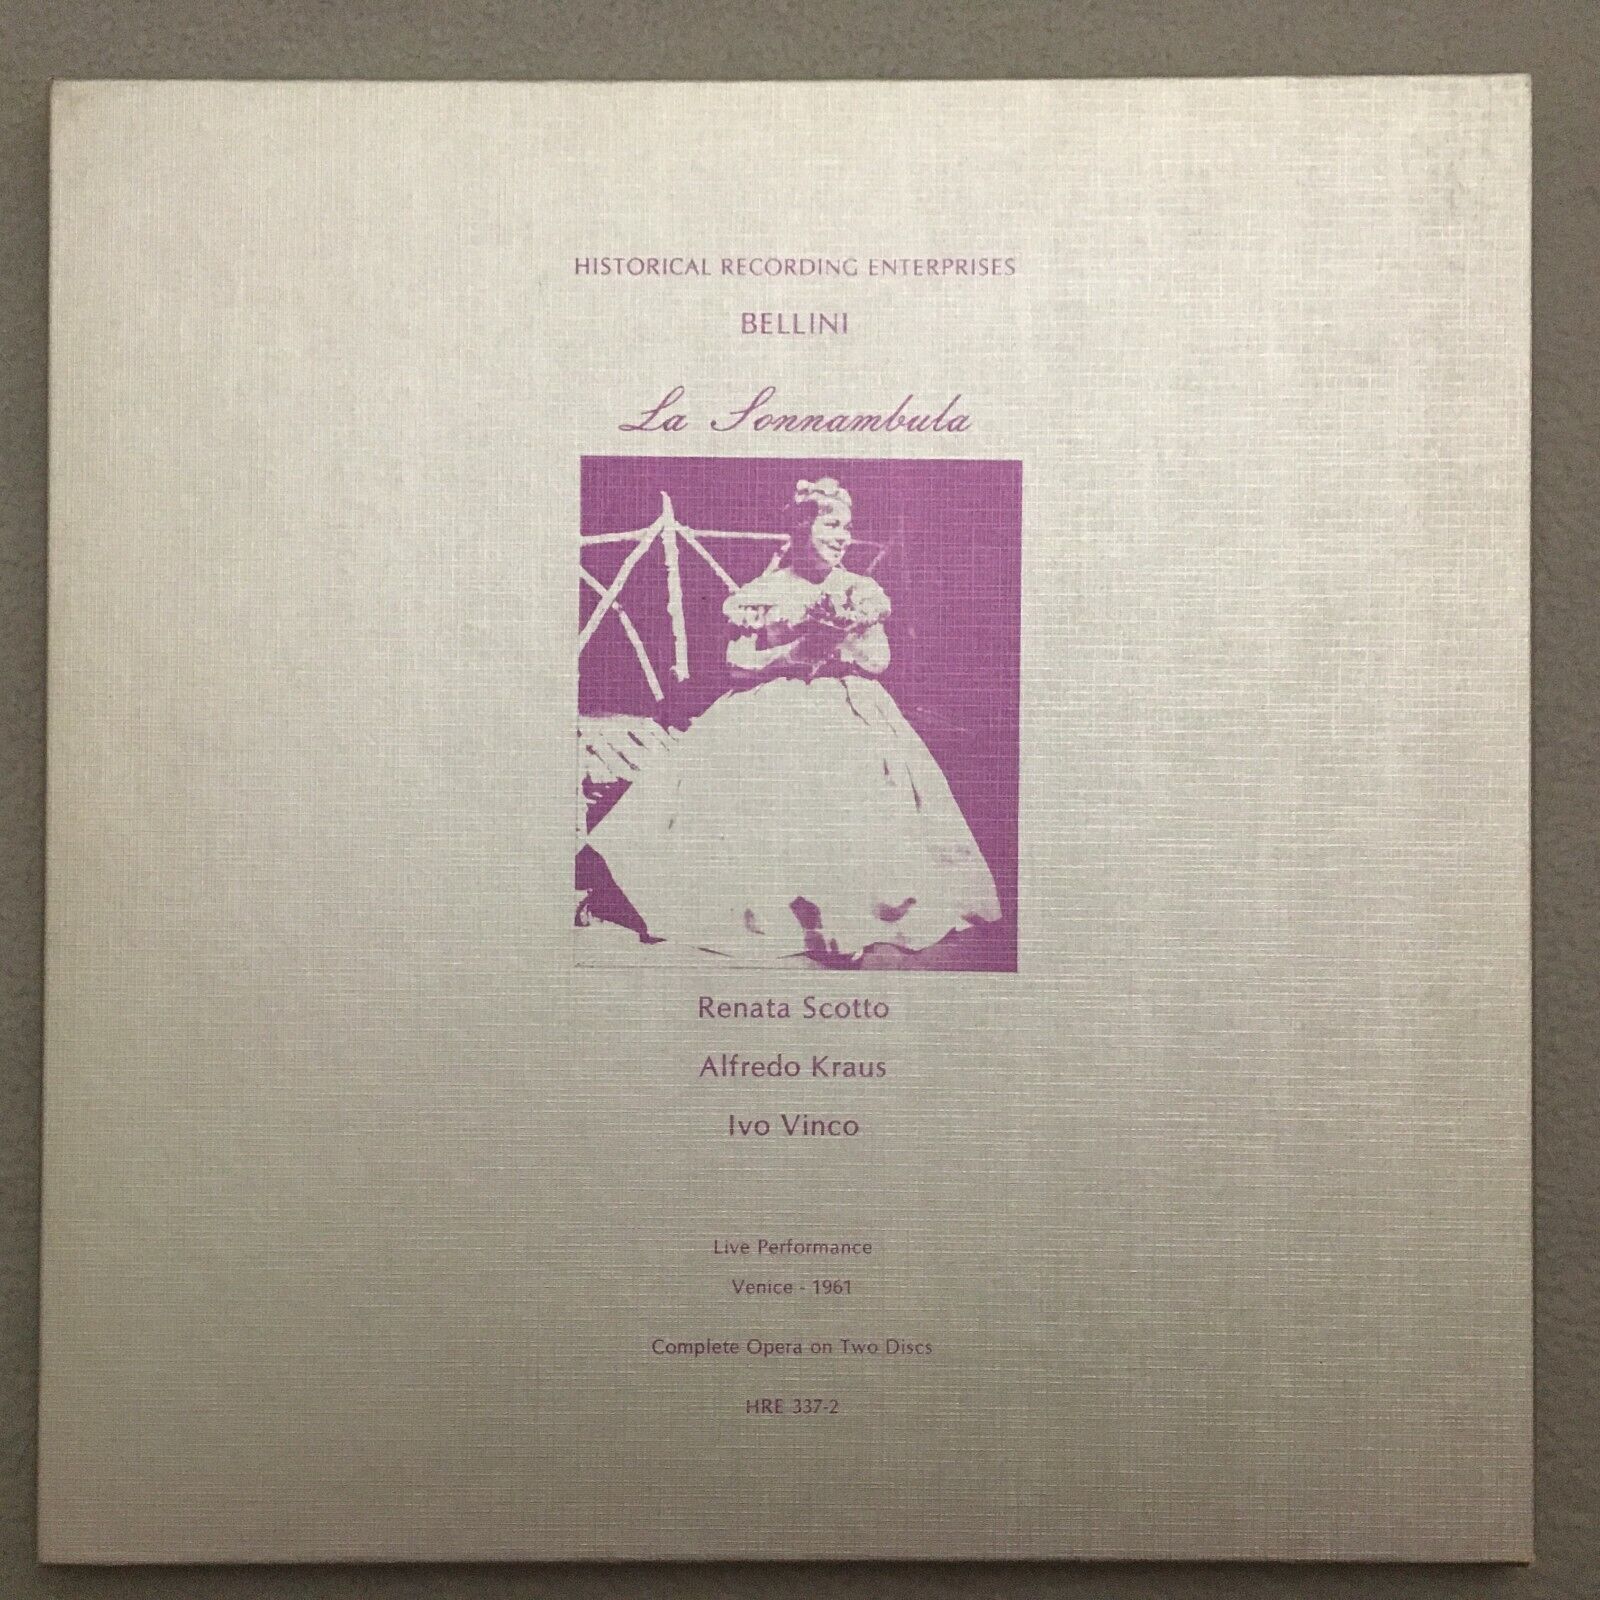 HISTORICAL RECORDING ENTERPRISES
BELLINI
La Sonnambula
Renata Scotto
Alfredo Kraus
Ivo Vinco
Live Performance
Venice - 1961
Complete Opera on Two Discs
HRE 337-2